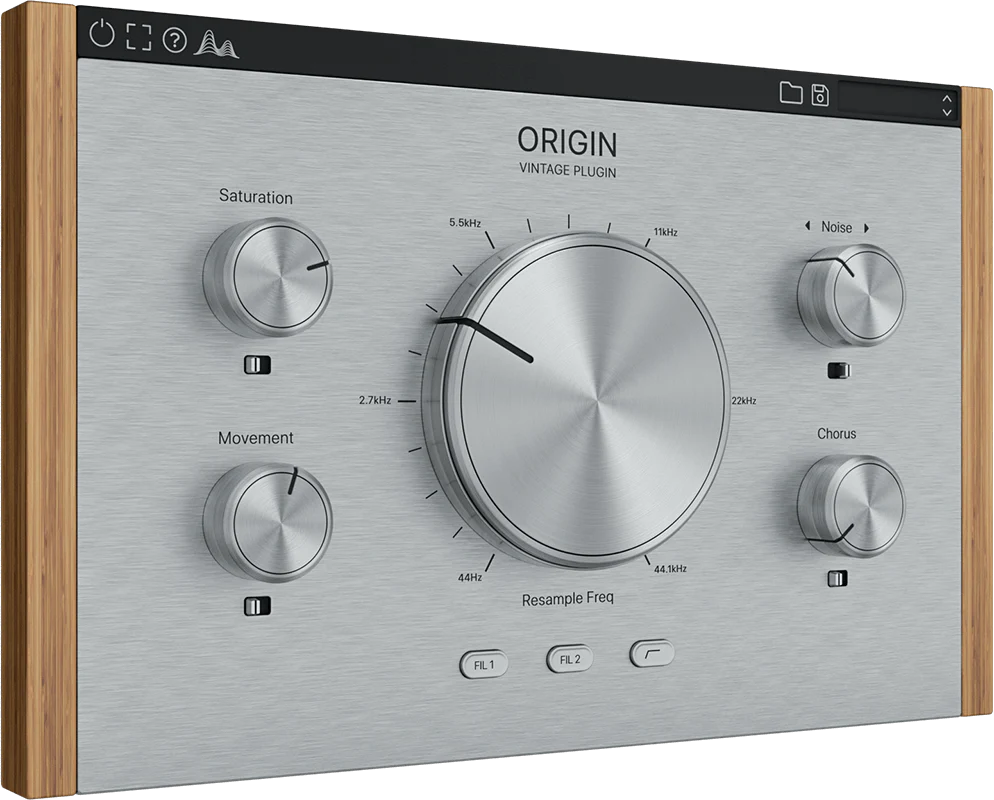 ORIGIN
VINTAGE PLUGIN
Saturation
5.5kHz
11kHz
Noise
2.7kHz
22kHz
Movement
Chorus
44Hz
44.1kHz
Resample Freq
FIL 1
FIL 2